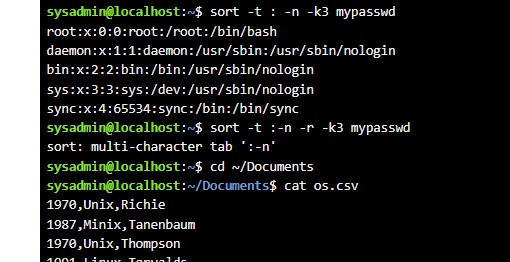 sysadmin@localhost:~$ sort -t : -n -k3 mypasswd
root:x:0:0:root:/root:/bin/bash
daemon:x:1:1:daemon:/usr/sbin:/usr/sbin/nologin
bin:x:2:2:bin:/bin:/usr/sbin/nologin
sys:x:3:3:sys:/dev:/usr/sbin/nologin
sync:x:4:65534:sync:/bin:/bin/sync
sysadmin@localhost:~$ sort -t :-n -r -k3 mypasswd
sort: multi-character tab ':-n'
sysadmin@localhost:~$ cd ~/Documents
sysadmin@localhost:~/Documents$ cat os.csv
1970,Unix,Richie
1987,Minix,Tanenbaum
1970,Unix,Thompson
1991,Linux,Torvalds